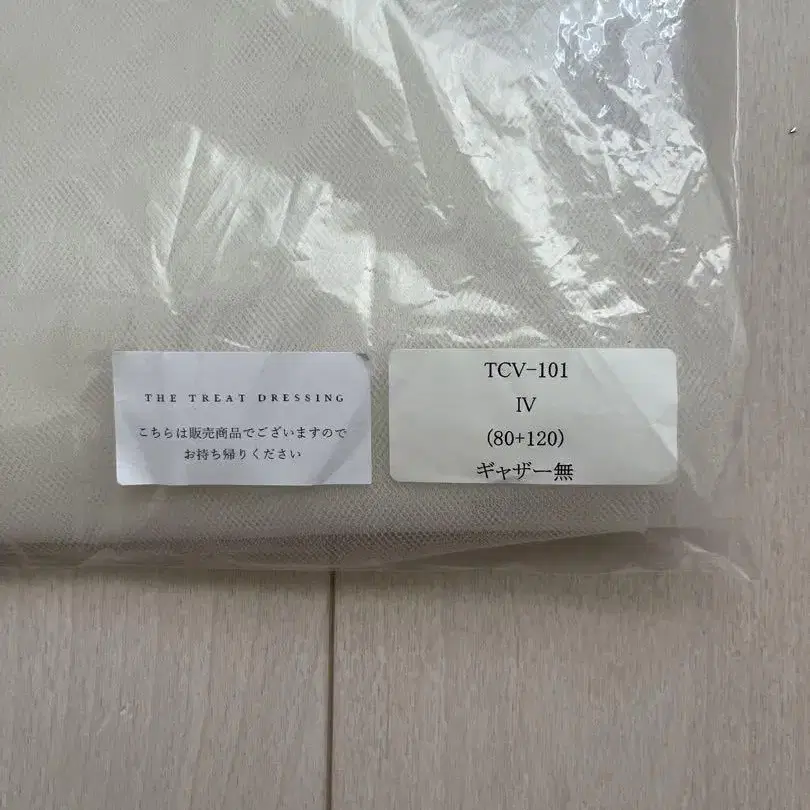 THE TREAT DRESSING
こちらは販売商品でございますので
お持ち帰りください
TCV-101
IV
(80+120)
ギャザー無